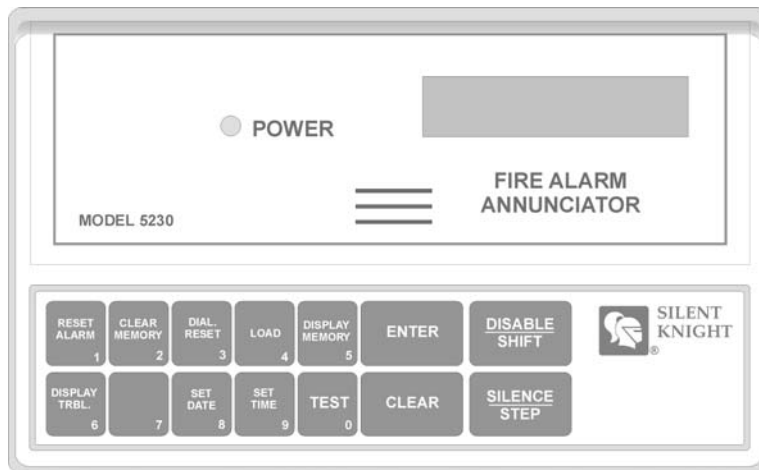 POWER
FIRE ALARM
ANNUNCIATOR
MODEL 5230
RESET
ALARM
1
CLEAR
MEMORY
2
DIAL.
RESET
3
LOAD
4
DISPLAY
MEMORY
5
ENTER
DISABLE
SHIFT
SILENT
KNIGHT
®
DISPLAY
TRBL.
6
7
SET
DATE
8
SET
TIME
9
TEST
0
CLEAR
SILENCE
STEP